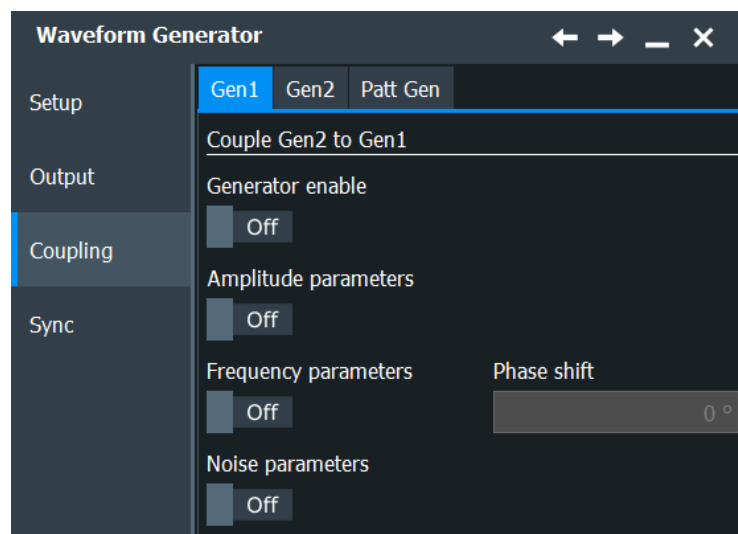 Waveform Generator
Setup
Output
Coupling
Sync
Gen1 Gen2 Patt Gen
Couple Gen2 to Gen1
Generator enable
Off
Amplitude parameters
Off
Frequency parameters Phase shift
Off 0 °
Noise parameters
Off